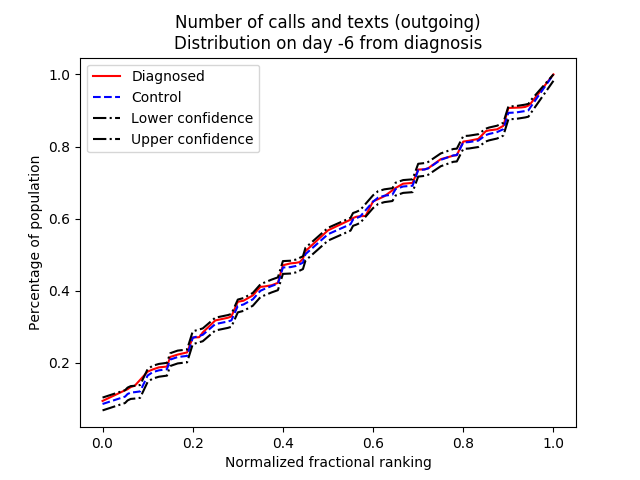 Number of calls and texts (outgoing)
Distribution on day -6 from diagnosis
Diagnosed
Control
Lower confidence
Upper confidence
Percentage of population
1.0
0.8
0.6
0.4
0.2
0.0 0.2 0.4 0.6 0.8 1.0
Normalized fractional ranking